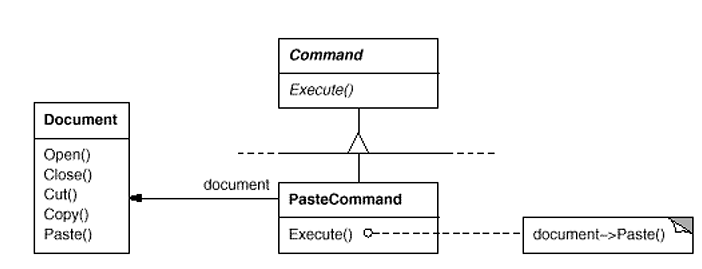 Command
Execute()
Document
Open()
Close()
Cut()
Copy()
Paste()
document
PasteCommand
Execute()
document->Paste()